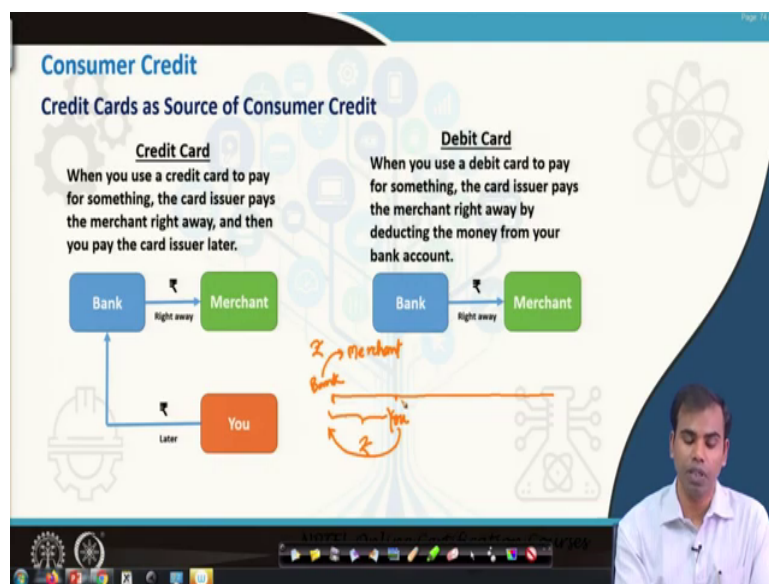 Page 74
Consumer Credit
Credit Cards as Source of Consumer Credit
Credit Card
When you use a credit card to pay
for something, the card issuer pays
the merchant right away, and then
you pay the card issuer later.
₹
Bank
Merchant
Right away
₹
You
Later
Debit Card
When you use a debit card to pay
for something, the card issuer pays
the merchant right away by
deducting the money from your
bank account.
₹
Bank
Merchant
Right away
₹ Merchant
Bank
You
₹
NPTEL Online Certification Courses